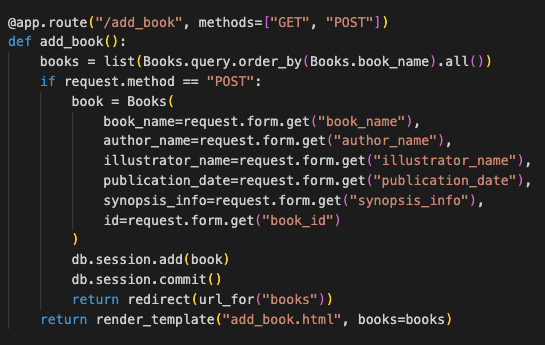 @app.route("/add_book", methods=["GET", "POST"])
def add_book():
    books = list(Books.query.order_by(Books.book_name).all())
    if request.method == "POST":
        book = Books(
            book_name=request.form.get("book_name"),
            author_name=request.form.get("author_name"),
            illustrator_name=request.form.get("illustrator_name"),
            publication_date=request.form.get("publication_date"),
            synopsis_info=request.form.get("synopsis_info"),
            id=request.form.get("book_id")
        )
        db.session.add(book)
        db.session.commit()
        return redirect(url_for("books"))
    return render_template("add_book.html", books=books)